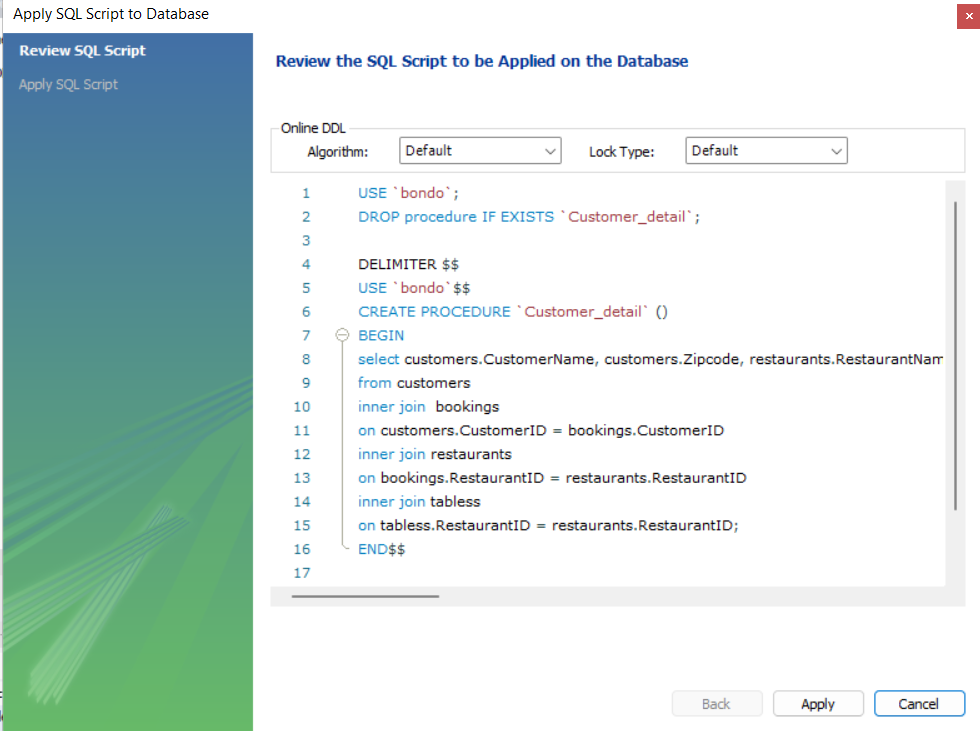 Apply SQL Script to Database
Review SQL Script
Apply SQL Script
Review the SQL Script to be Applied on the Database
Online DDL
Algorithm: Default Lock Type: Default
1 USE `bondo`;
2 DROP procedure IF EXISTS `Customer_detail`;
3
4 DELIMITER $$
5 USE `bondo`$$
6 CREATE PROCEDURE `Customer_detail` ()
7 BEGIN
8 select customers.CustomerName, customers.Zipcode, restaurants.RestaurantNam
9 from customers
10 inner join  bookings
11 on customers.CustomerID = bookings.CustomerID
12 inner join restaurants
13 on bookings.RestaurantID = restaurants.RestaurantID
14 inner join tabless
15 on tabless.RestaurantID = restaurants.RestaurantID;
16 END$$
17
Back Apply Cancel